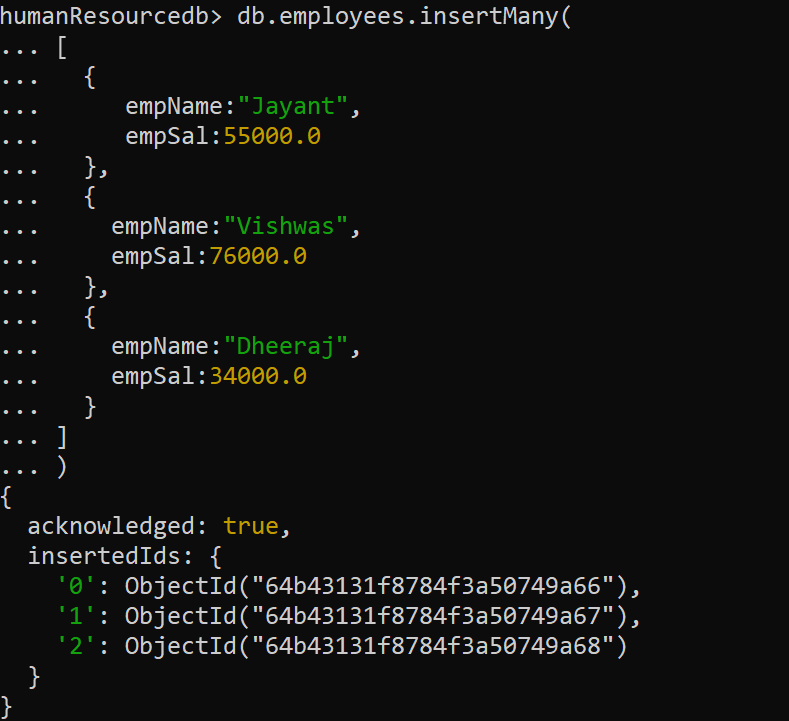 humanResourcedb> db.employees.insertMany(
... [
...   {
...      empName:"Jayant",
...      empSal:55000.0
...   },
...   {
...     empName:"Vishwas",
...     empSal:76000.0
...   },
...   {
...     empName:"Dheeraj",
...     empSal:34000.0
...   }
... ]
... )
{
  acknowledged: true,
  insertedIds: {
    '0': ObjectId("64b43131f8784f3a50749a66"),
    '1': ObjectId("64b43131f8784f3a50749a67"),
    '2': ObjectId("64b43131f8784f3a50749a68")
  }
}